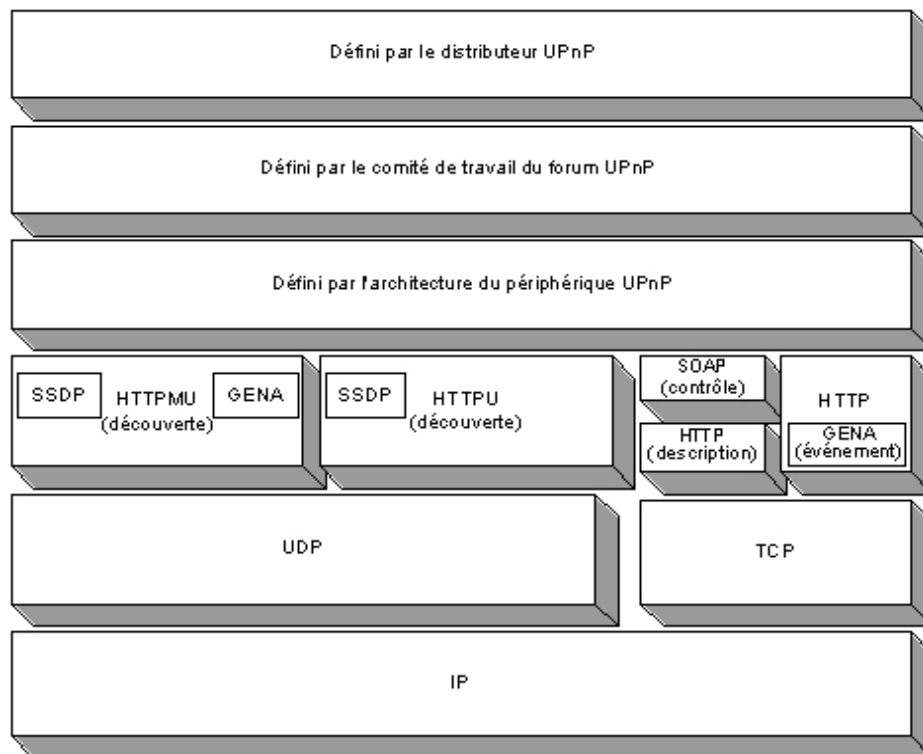 Défini par le distributeur UPnP
Défini par le comité de travail du forum UPnP
Défini par l'architecture du périphérique UPnP
SSDP
HTTPMU
(découverte)
GENA
SSDP
HTTPU
(découverte)
SOAP
(contrôle)
HTTP
(description)
HTTP
GENA
(événement)
UDP
TCP
IP